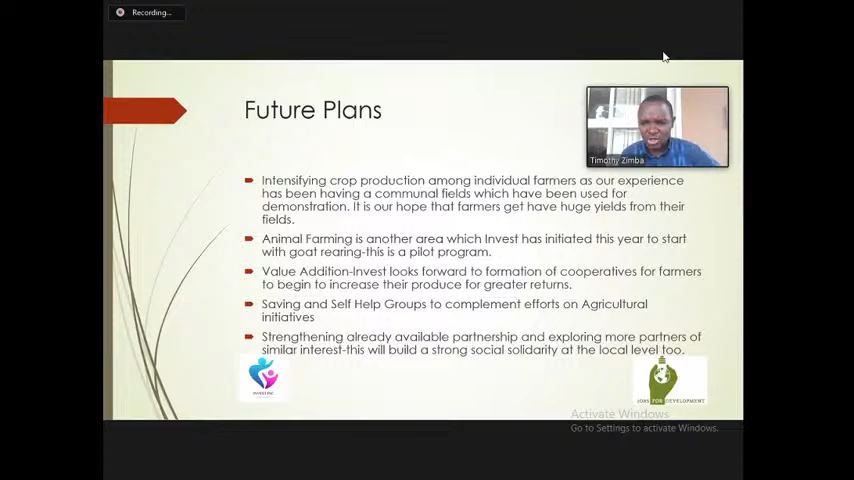 Recording...
Future Plans
Timothy Zimba
Intensifying crop production among individual farmers as our experience
has been having a communal fields which have been used for
demonstration. It is our hope that farmers get have huge yields from their
fields.
Animal Farming is another area which Invest has initiated this year to start
with goat rearing-this is a pilot program.
Value Addition-Invest looks forward to formation of cooperatives for farmers
to begin to increase their produce for greater returns.
Saving and Self Help Groups to complement efforts on Agricultural
initiatives
Strengthening already available partnership and exploring more partners of
similar interest-this will build a strong social solidarity at the local level too.
JOBS FOR DEVELOPMENT
Activate Windows
Go to Settings to activate Windows.